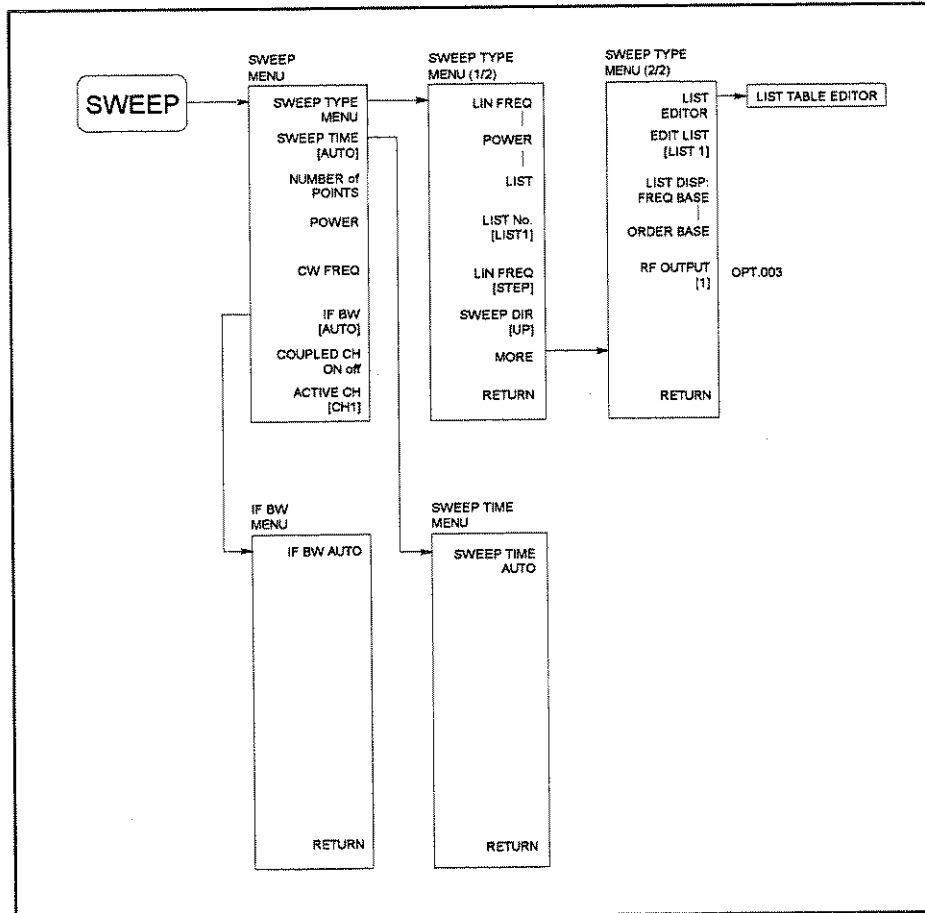 SWEEP
SWEEP
MENU
SWEEP TYPE
MENU
SWEEP TIME
[AUTO]
NUMBER of
POINTS
POWER
CW FREQ
IF BW
[AUTO]
COUPLED CH
ON off
ACTIVE CH
[CH1]
SWEEP TYPE
MENU (1/2)
LIN FREQ
POWER
LIST
LIST No.
[LIST1]
LIN FREQ
[STEP]
SWEEP DIR
[UP]
MORE
RETURN
SWEEP TYPE
MENU (2/2)
LIST
EDITOR
EDIT LIST
[LIST 1]
LIST DISP:
FREQ BASE
ORDER BASE
RF OUTPUT
[1]
RETURN
LIST TABLE EDITOR
OPT.003
IF BW
MENU
IF BW AUTO
RETURN
SWEEP TIME
MENU
SWEEP TIME
AUTO
RETURN